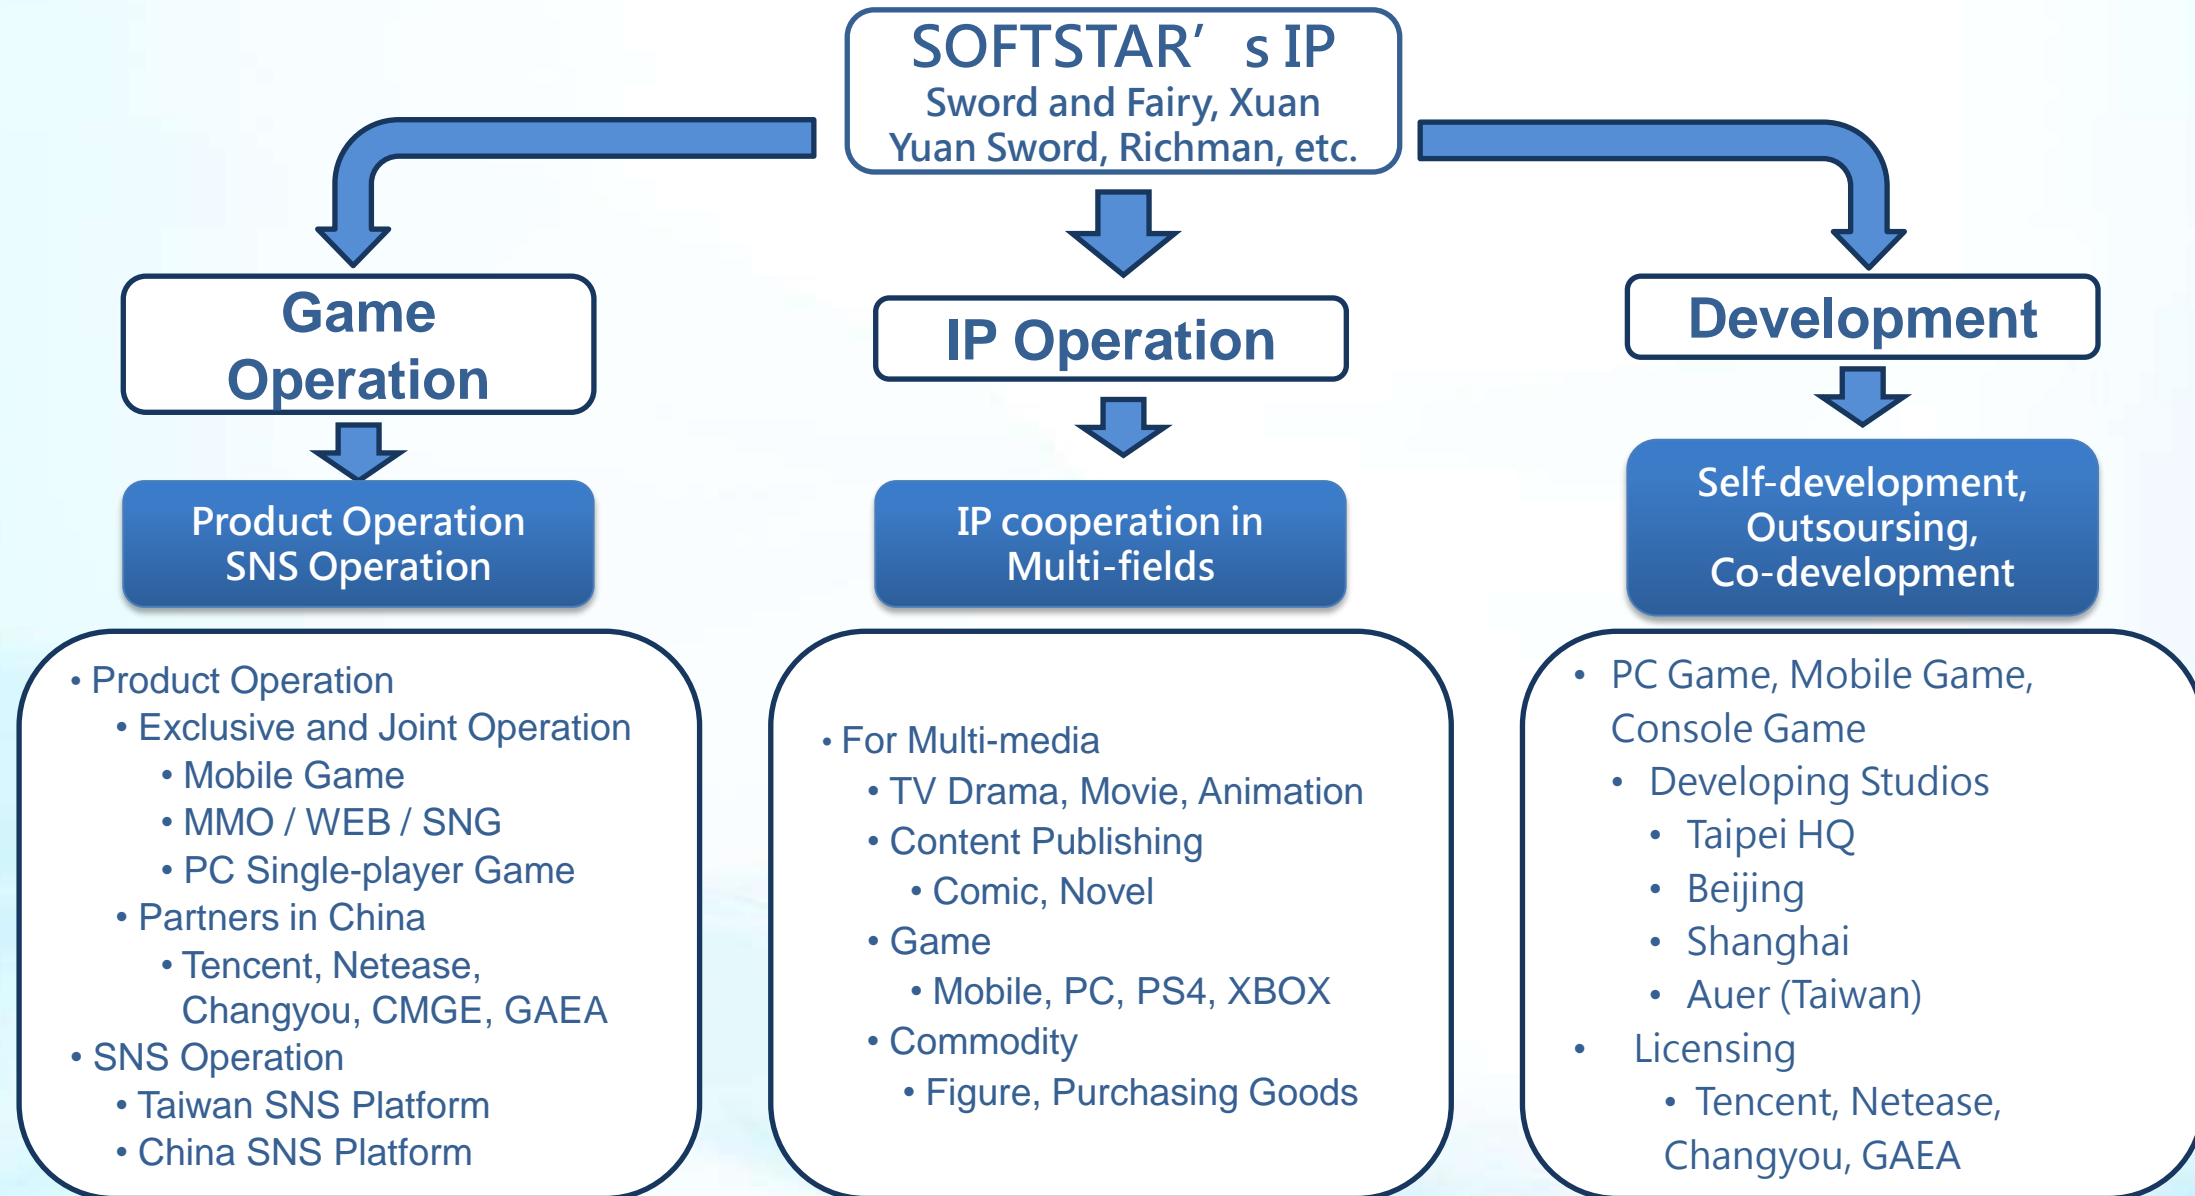 SOFTSTAR’s IP
Sword and Fairy, Xuan
Yuan Sword, Richman, etc.
Game
Operation
Product Operation
SNS Operation
• Product Operation
• Exclusive and Joint Operation
• Mobile Game
• MMO / WEB / SNG
• PC Single-player Game
• Partners in China
• Tencent, Netease,
Changyou, CMGE, GAEA
• SNS Operation
• Taiwan SNS Platform
• China SNS Platform
IP Operation
IP cooperation in
Multi-fields
• For Multi-media
• TV Drama, Movie, Animation
• Content Publishing
• Comic, Novel
• Game
• Mobile, PC, PS4, XBOX
• Commodity
• Figure, Purchasing Goods
Development
Self-development,
Outsoursing,
Co-development
• PC Game, Mobile Game,
Console Game
• Developing Studios
• Taipei HQ
• Beijing
• Shanghai
• Auer (Taiwan)
• Licensing
• Tencent, Netease,
Changyou, GAEA